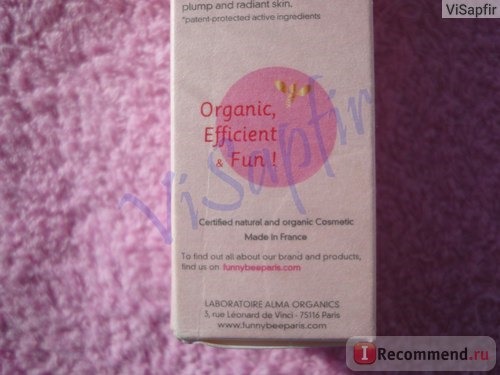 ViSapfir
plump and radiant skin.
*patent-protected active ingredients
Organic,
Efficient
& Fun !
ViSapfir
Certified natural and organic Cosmetic
Made in France
To find out all about our brand and products,
find us on funnybeeparis.com
LABORATOIRE ALMA ORGANICS
5, rue Léonard de Vinci - 75116 Paris
www.funnybeeparis.com
I Recommend.ru